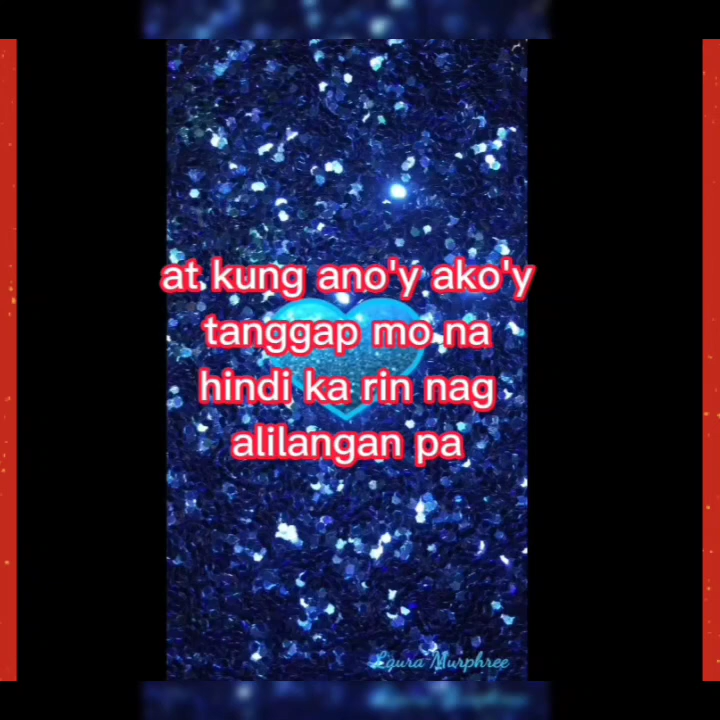 at kung ano'y ako'y
tanggap mo na
hindi ka rin nag
alilangan pa
Laura Murphree